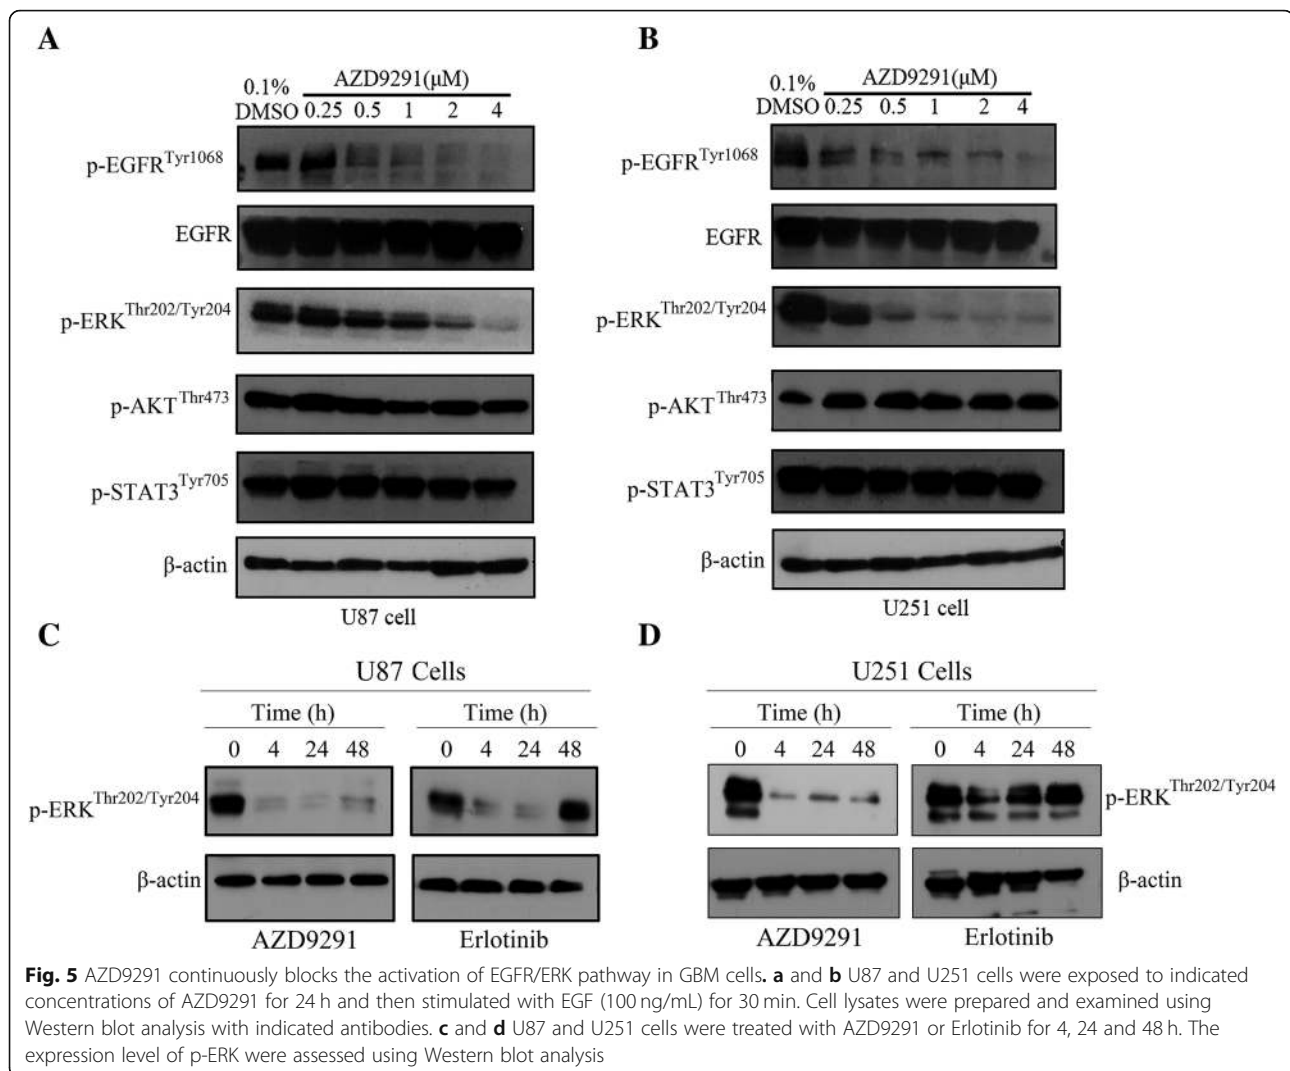 A
B
0.1%
DMSO
AZD9291(μM)
0.25 0.5 1 2 4
p-EGFR^Tyr1068
EGFR
p-ERK^Thr202/Tyr204
p-AKT^Thr473
p-STAT3^Tyr705
β-actin
U87 cell
0.1%
DMSO
AZD9291(μM)
0.25 0.5 1 2 4
p-EGFR^Tyr1068
EGFR
p-ERK^Thr202/Tyr204
p-AKT^Thr473
p-STAT3^Tyr705
β-actin
U251 cell
C
U87 Cells
Time (h) Time (h)
0 4 24 48 0 4 24 48
p-ERK^Thr202/Tyr204
β-actin
AZD9291 Erlotinib
D
U251 Cells
Time (h) Time (h)
0 4 24 48 0 4 24 48
p-ERK^Thr202/Tyr204
β-actin
AZD9291 Erlotinib
Fig. 5 AZD9291 continuously blocks the activation of EGFR/ERK pathway in GBM cells. a and b U87 and U251 cells were exposed to indicated
concentrations of AZD9291 for 24 h and then stimulated with EGF (100 ng/mL) for 30 min. Cell lysates were prepared and examined using
Western blot analysis with indicated antibodies. c and d U87 and U251 cells were treated with AZD9291 or Erlotinib for 4, 24 and 48 h. The
expression level of p-ERK were assessed using Western blot analysis